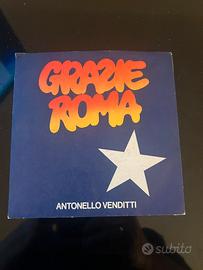 GRAZIE
ROMA
ANTONELLO VENDITTI
subito